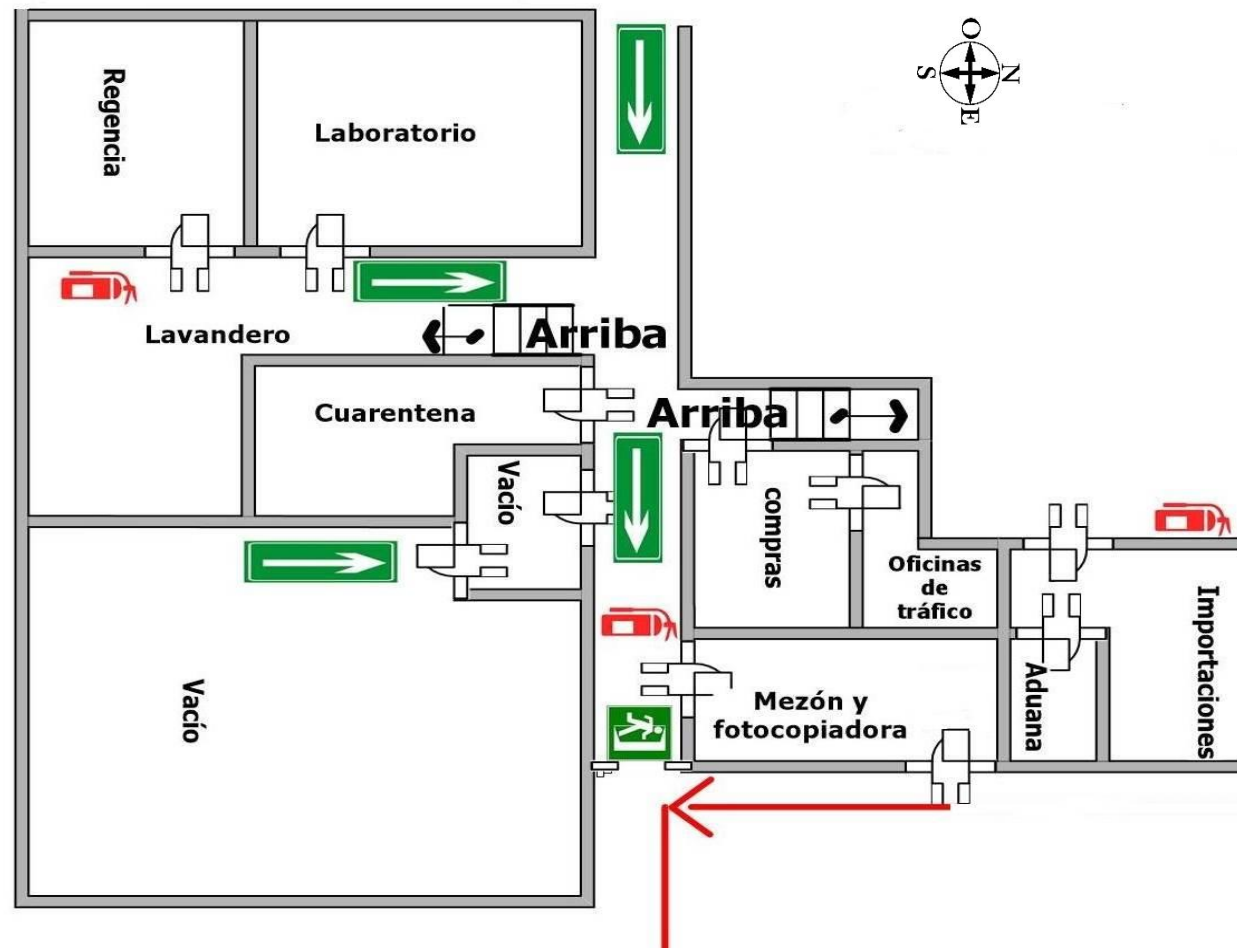 O
S
N
E
Regencia
Laboratorio
Lavandero
Arriba
Cuarentena
Arriba
Vacío
compras
Oficinas
de
tráfico
Importaciones
Vacío
Mezón y
fotocopiadora
Aduana